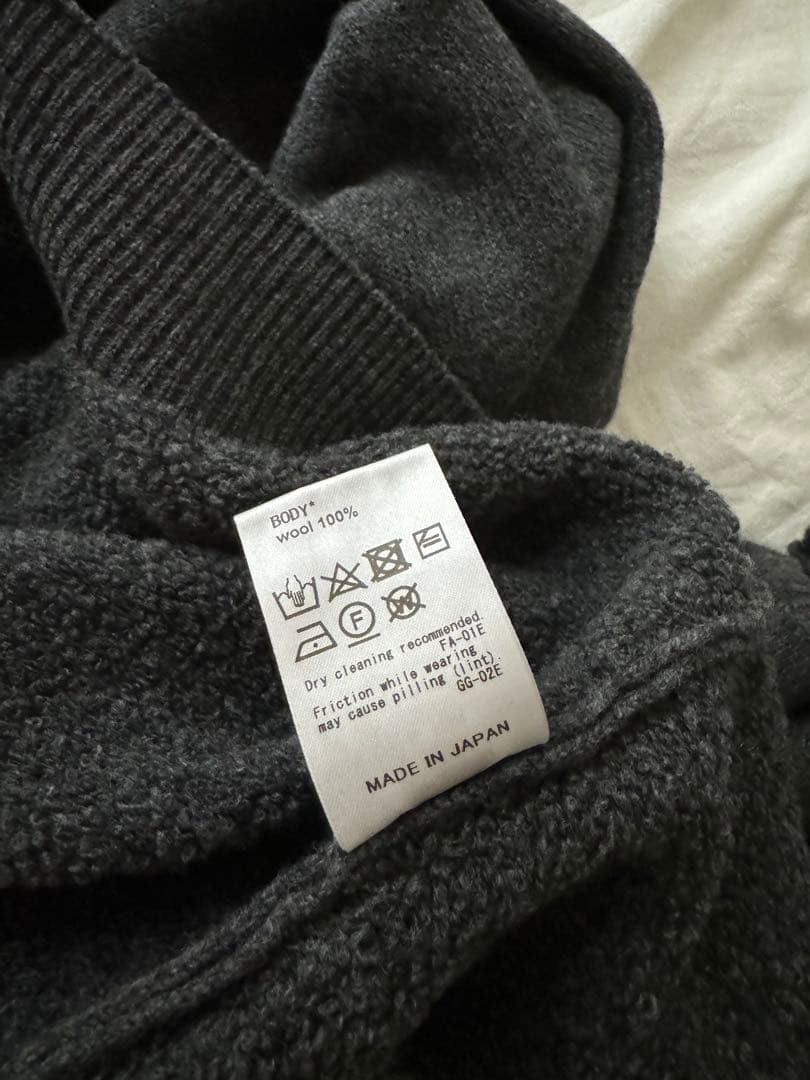 BODY*
wool 100%
F
W
Dry cleaning recommended.
FA-01E
Friction while wearing
may cause pilling (lint).
GG-02E
MADE IN JAPAN